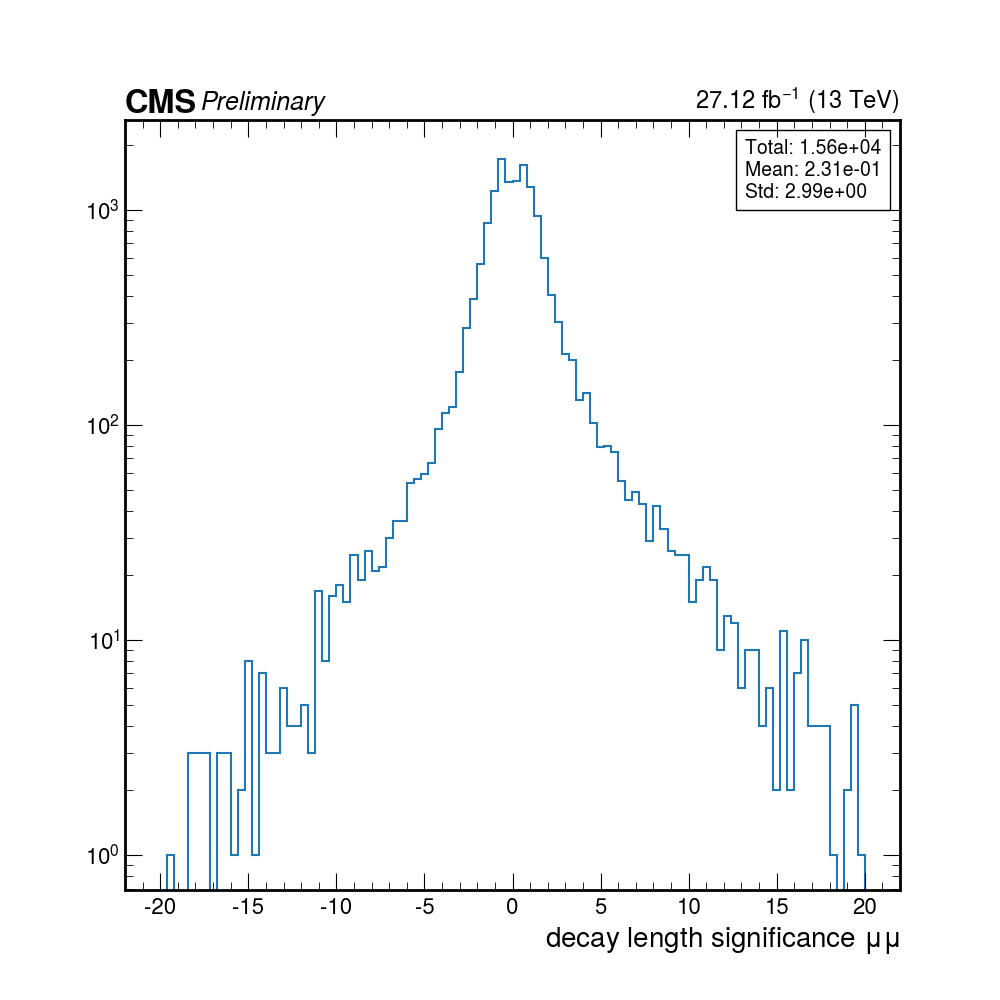 CMS Preliminary
27.12 fb⁻¹ (13 TeV)
Total: 1.56e+04
Mean: 2.31e-01
Std: 2.99e+00
10³
10²
10¹
10⁰
-20 -15 -10 -5 0 5 10 15 20
decay length significance μμ